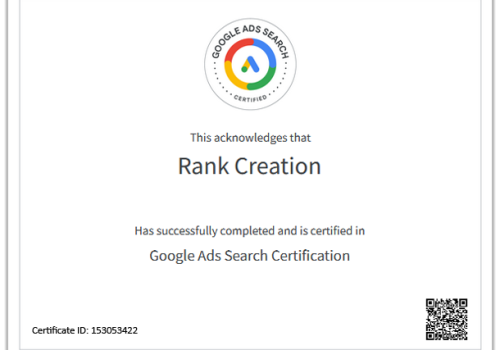 GOOGLE ADS SEARCH
CERTIFIED
This acknowledges that
Rank Creation
Has successfully completed and is certified in
Google Ads Search Certification
Certificate ID: 153053422